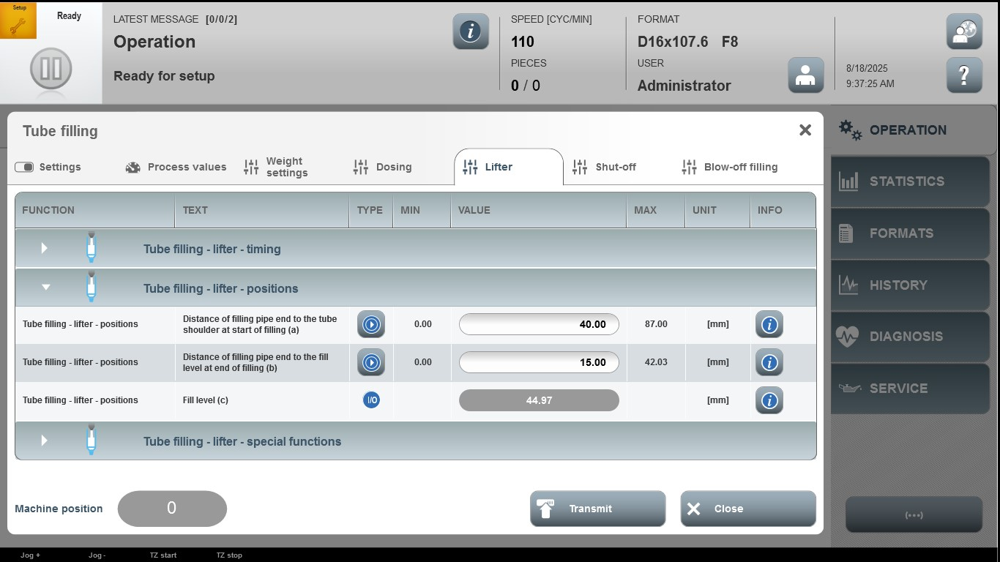 Setup
Ready
LATEST MESSAGE [0/0/2]
Operation
Ready for setup
SPEED [CYC/MIN]
110
PIECES
0 / 0
FORMAT
D16x107.6 F8
USER
Administrator
8/18/2025
9:37:25 AM
Tube filling
Settings
Process values
Weight
settings
Dosing
Lifter
Shut-off
Blow-off filling
FUNCTION TEXT TYPE MIN VALUE MAX UNIT INFO
Tube filling - lifter - timing
Tube filling - lifter - positions
Tube filling - lifter - positions
Distance of filling pipe end to the tube
shoulder at start of filling (a)
0.00 40.00 87.00 [mm]
Tube filling - lifter - positions
Distance of filling pipe end to the fill
level at end of filling (b)
0.00 15.00 42.03 [mm]
Tube filling - lifter - positions
Fill level (c)
I/O 44.97 [mm]
Tube filling - lifter - special functions
Machine position 0
Transmit
Close
OPERATION
STATISTICS
FORMATS
HISTORY
DIAGNOSIS
SERVICE
(...)
Jog + Jog - TZ start TZ stop